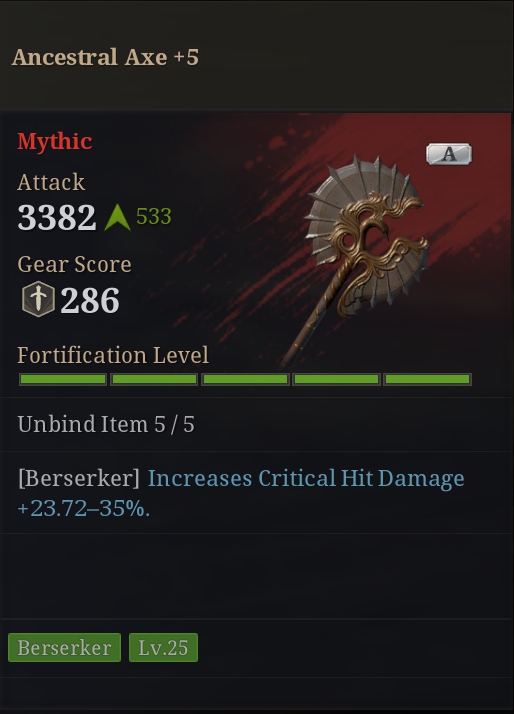 Ancestral Axe +5
Mythic
A
Attack
3382 533
Gear Score
286
Fortification Level
Unbind Item 5 / 5
[Berserker] Increases Critical Hit Damage
+23.72–35%.
Berserker Lv.25